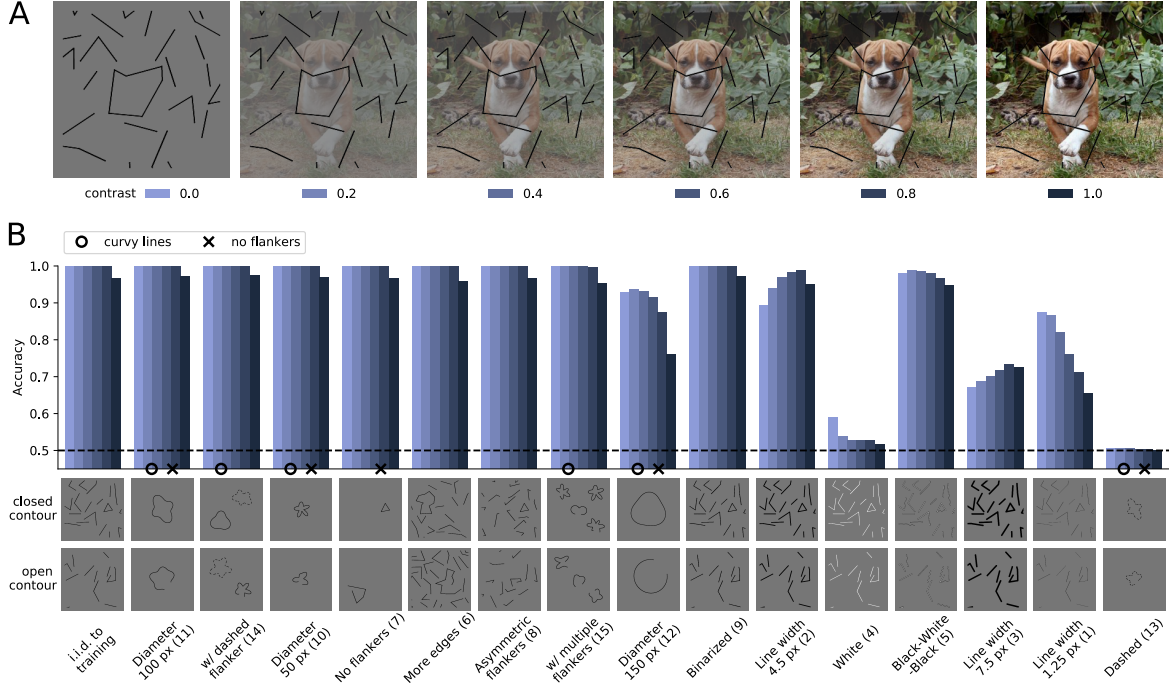 A
contrast 0.0 0.2 0.4 0.6 0.8 1.0
B
curvy lines no flankers
1.0
0.9
0.8
0.7
0.6
0.5
Accuracy
closed
contour
open
contour
i.i.d. to
training
Diameter
100 px (11)
w/ dashed
flanker (14)
Diameter
50 px (10)
No flankers (7)
More edges (6)
Asymmetric
flankers (8)
w/ multiple
flankers (15)
Diameter
150 px (12)
Binarized (9)
Line width
4.5 px (2)
White (4)
Black-White
-Black (5)
Line width
7.5 px (3)
Line width
1.25 px (1)
Dashed (13)